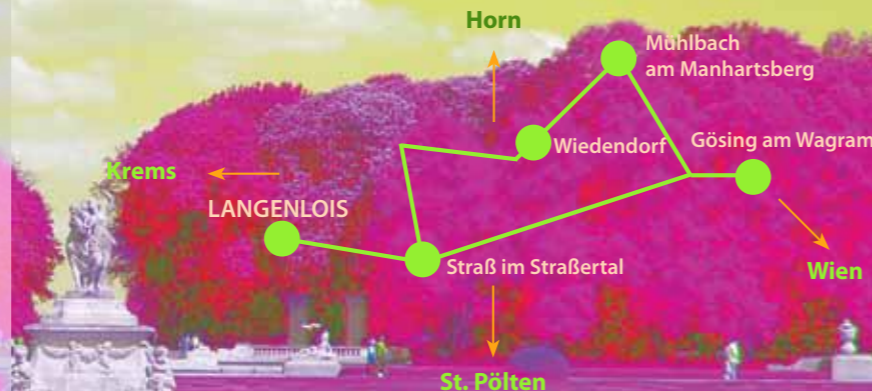 Horn
Mühlbach
am Manhartsberg
Wiedendorf
Gösing am Wagram
Krems
LANGENLOIS
Straß im Straßertal
Wien
St. Pölten